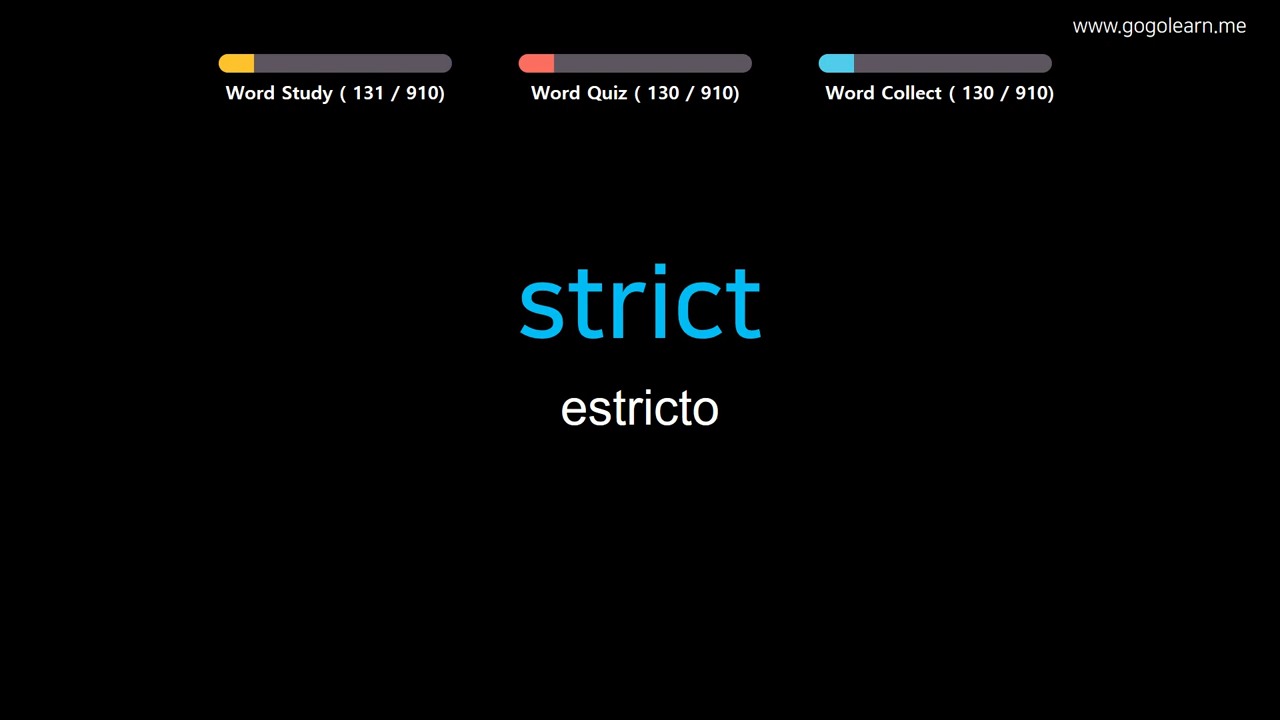 www.gogolearn.me
Word Study ( 131 / 910)
Word Quiz ( 130 / 910)
Word Collect ( 130 / 910)
strict
estricto